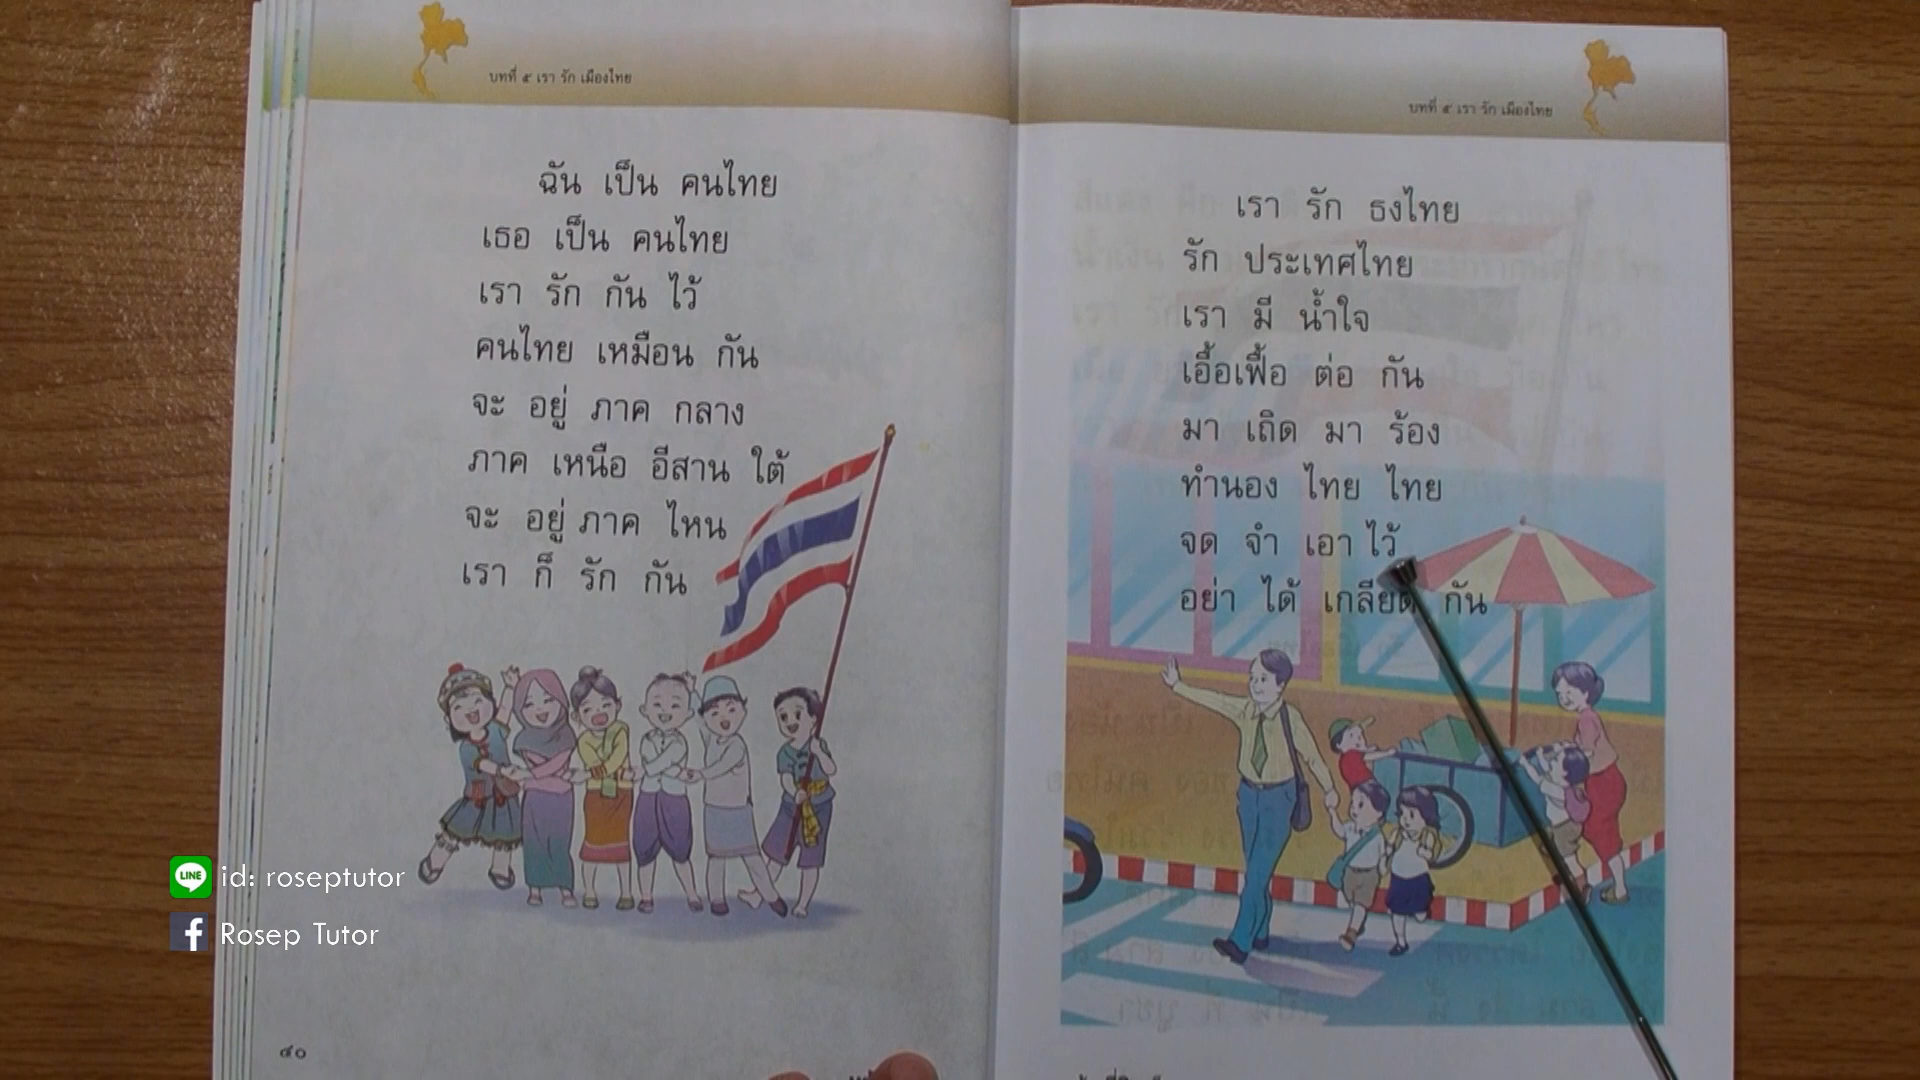 บทที่ ๕ เรา รัก เมืองไทย
ฉัน เป็น คนไทย
เธอ เป็น คนไทย
เรา รัก กัน ไว้
คนไทย เหมือน กัน
จะ อยู่ ภาค กลาง
ภาค เหนือ อีสาน ใต้
จะ อยู่ ภาค ไหน
เรา ก็ รัก กัน
๔๐
บทที่ ๕ เรา รัก เมืองไทย
เรา รัก ธงไทย
รัก ประเทศไทย
เรา มี น้ำใจ
เอื้อเฟื้อ ต่อ กัน
มา เถิด มา ร้อง
ทำนอง ไทย ไทย
จด จำ เอา ไว้
อย่า ได้ เกลียด กัน
LINE id: roseptutor
f Rosep Tutor